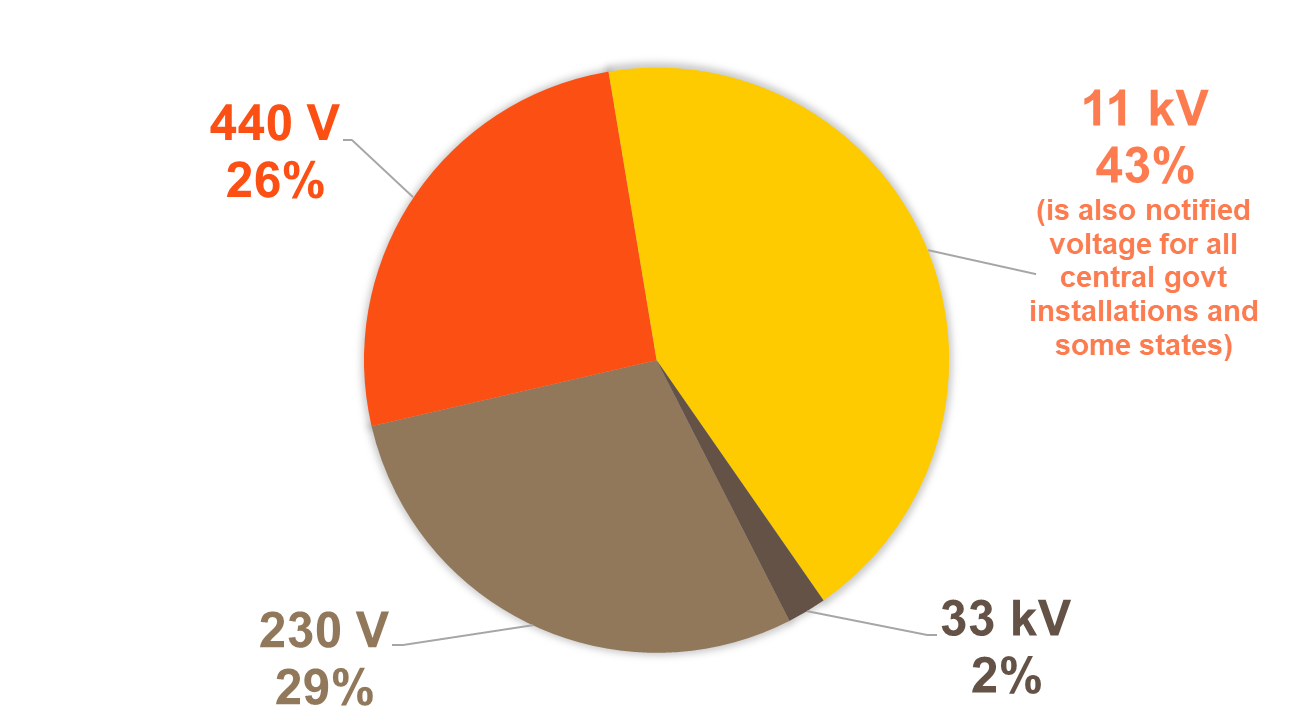 440 V
26%
11 kV
43%
(is also notified
voltage for all
central govt
installations and
some states)
230 V
29%
33 kV
2%